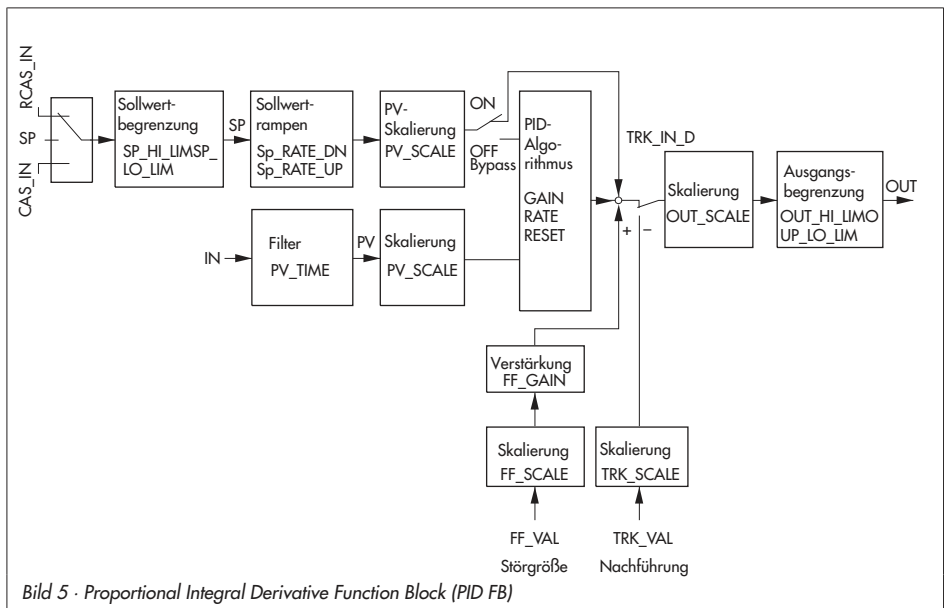 RCAS_IN
SP
CAS_IN
Sollwert-
begrenzung
SP_HI_LIMSP_
LO_LIM
SP
Sollwert-
rampen
Sp_RATE_DN
Sp_RATE_UP
PV-
Skalierung
PV_SCALE
ON
OFF
Bypass
PID-
Algo-
rithmus
GAIN
RATE
RESET
TRK_IN_D
+
−
Skalierung
OUT_SCALE
Ausgangs-
begrenzung
OUT_HI_LIMO
UP_LO_LIM
OUT
IN
Filter
PV_TIME
PV
Skalierung
PV_SCALE
Verstärkung
FF_GAIN
Skalierung
FF_SCALE
Skalierung
TRK_SCALE
FF_VAL
Störgröße
TRK_VAL
Nachführung
Bild 5 · Proportional Integral Derivative Function Block (PID FB)